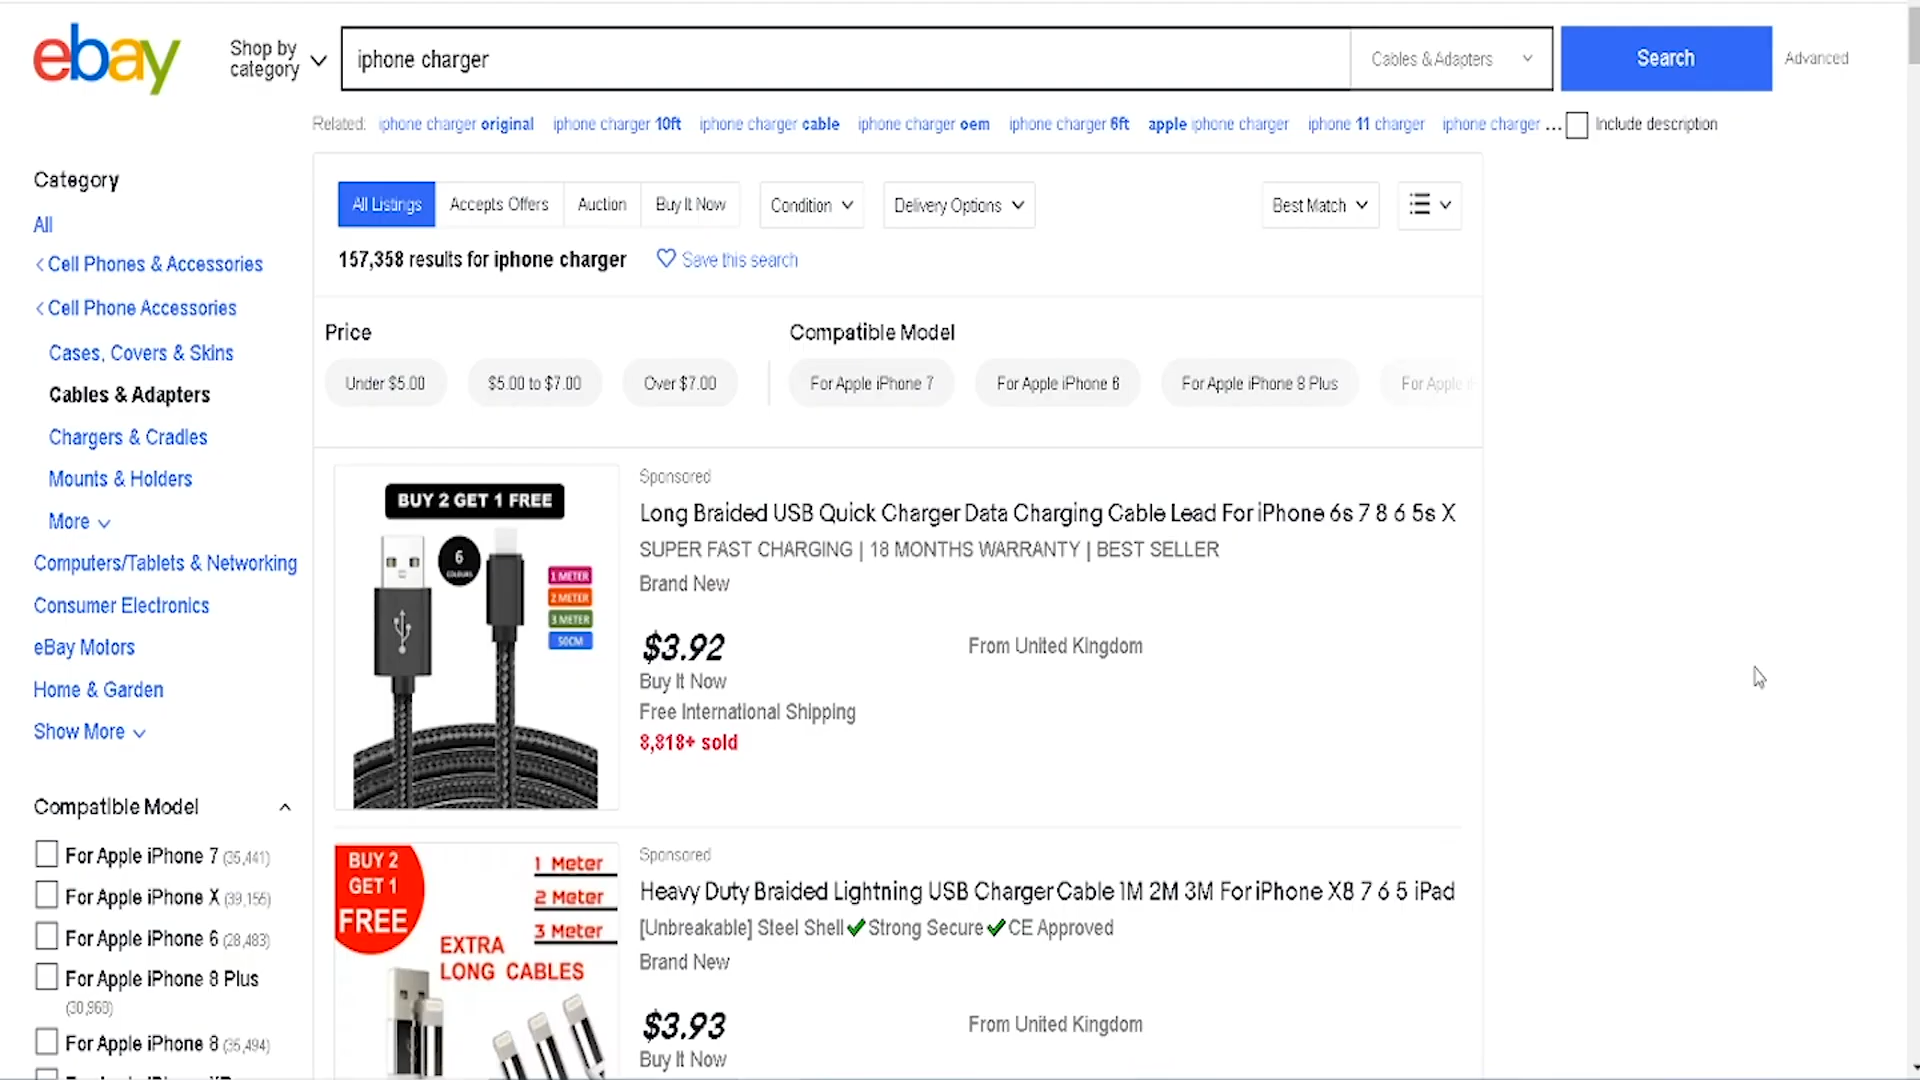 ebay
Shop by
category
iphone charger
Cables & Adapters
Search
Advanced
Related: iphone charger original iphone charger 10ft iphone charger cable iphone charger oem iphone charger 6ft apple iphone charger iphone 11 charger iphone charger ...
Include description
Category
All
Cell Phones & Accessories
Cell Phone Accessories
Cases, Covers & Skins
Cables & Adapters
Chargers & Cradles
Mounts & Holders
More
Computers/Tablets & Networking
Consumer Electronics
eBay Motors
Home & Garden
Show More
Compatible Model
For Apple iPhone 7 (35,441)
For Apple iPhone X (39,155)
For Apple iPhone 6 (28,483)
For Apple iPhone 8 Plus
(30,968)
For Apple iPhone 8 (35,494)
All Listings Accepts Offers Auction Buy It Now Condition Delivery Options Best Match
157,358 results for iphone charger Save this search
Price
Under $5.00 $5.00 to $7.00 Over $7.00
Compatible Model
For Apple iPhone 7 For Apple iPhone 6 For Apple iPhone 8 Plus For Apple
BUY 2 GET 1 FREE
6
COLOURS
1 METER
2 METER
3 METER
50CM
Sponsored
Long Braided USB Quick Charger Data Charging Cable Lead For iPhone 6s 7 8 6 5s X
SUPER FAST CHARGING | 18 MONTHS WARRANTY | BEST SELLER
Brand New
$3.92 From United Kingdom
Buy It Now
Free International Shipping
8,818+ sold
BUY 2
GET 1
FREE
1 Meter
2 Meter
3 Meter
EXTRA
LONG CABLES
Sponsored
Heavy Duty Braided Lightning USB Charger Cable 1M 2M 3M For iPhone X8 7 6 5 iPad
[Unbreakable] Steel Shell✔Strong Secure✔CE Approved
Brand New
$3.93 From United Kingdom
Buy It Now